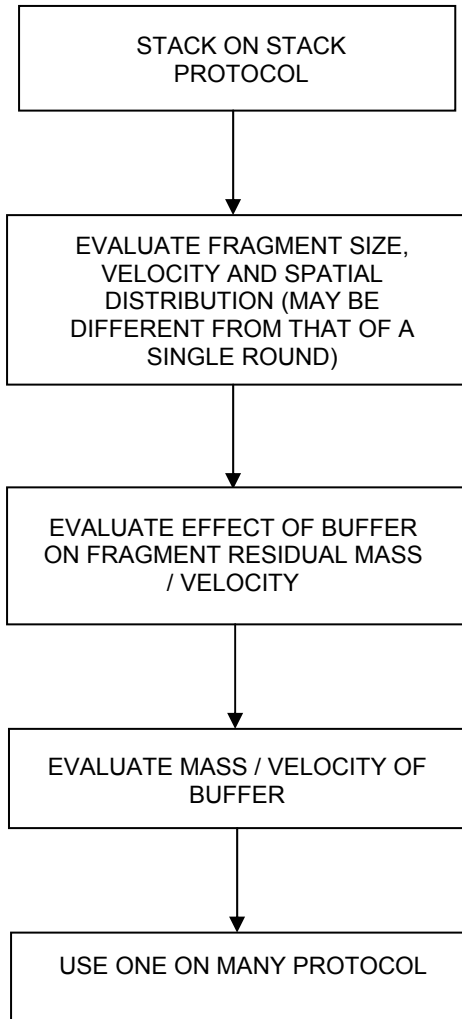 STACK ON STACK
PROTOCOL
EVALUATE FRAGMENT SIZE,
VELOCITY AND SPATIAL
DISTRIBUTION (MAY BE
DIFFERENT FROM THAT OF A
SINGLE ROUND)
EVALUATE EFFECT OF BUFFER
ON FRAGMENT RESIDUAL MASS
/ VELOCITY
EVALUATE MASS / VELOCITY OF
BUFFER
USE ONE ON MANY PROTOCOL